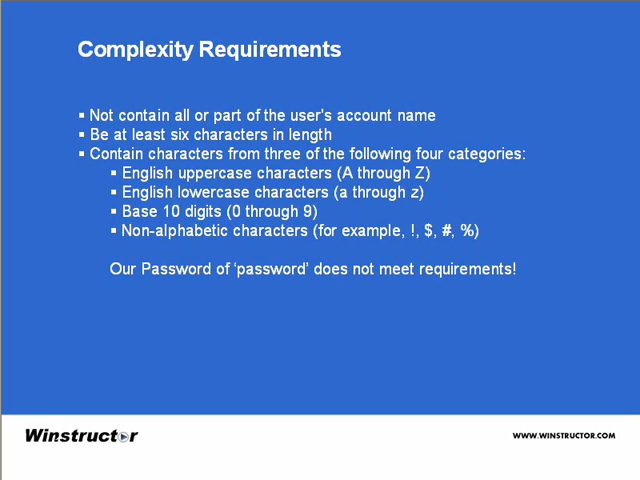 Complexity Requirements
▪ Not contain all or part of the user's account name
▪ Be at least six characters in length
▪ Contain characters from three of the following four categories:
▪ English uppercase characters (A through Z)
▪ English lowercase characters (a through z)
▪ Base 10 digits (0 through 9)
▪ Non-alphabetic characters (for example, !, $, #, %)
Our Password of ‘password’ does not meet requirements!
Winstructor
WWW.WINSTRUCTOR.COM